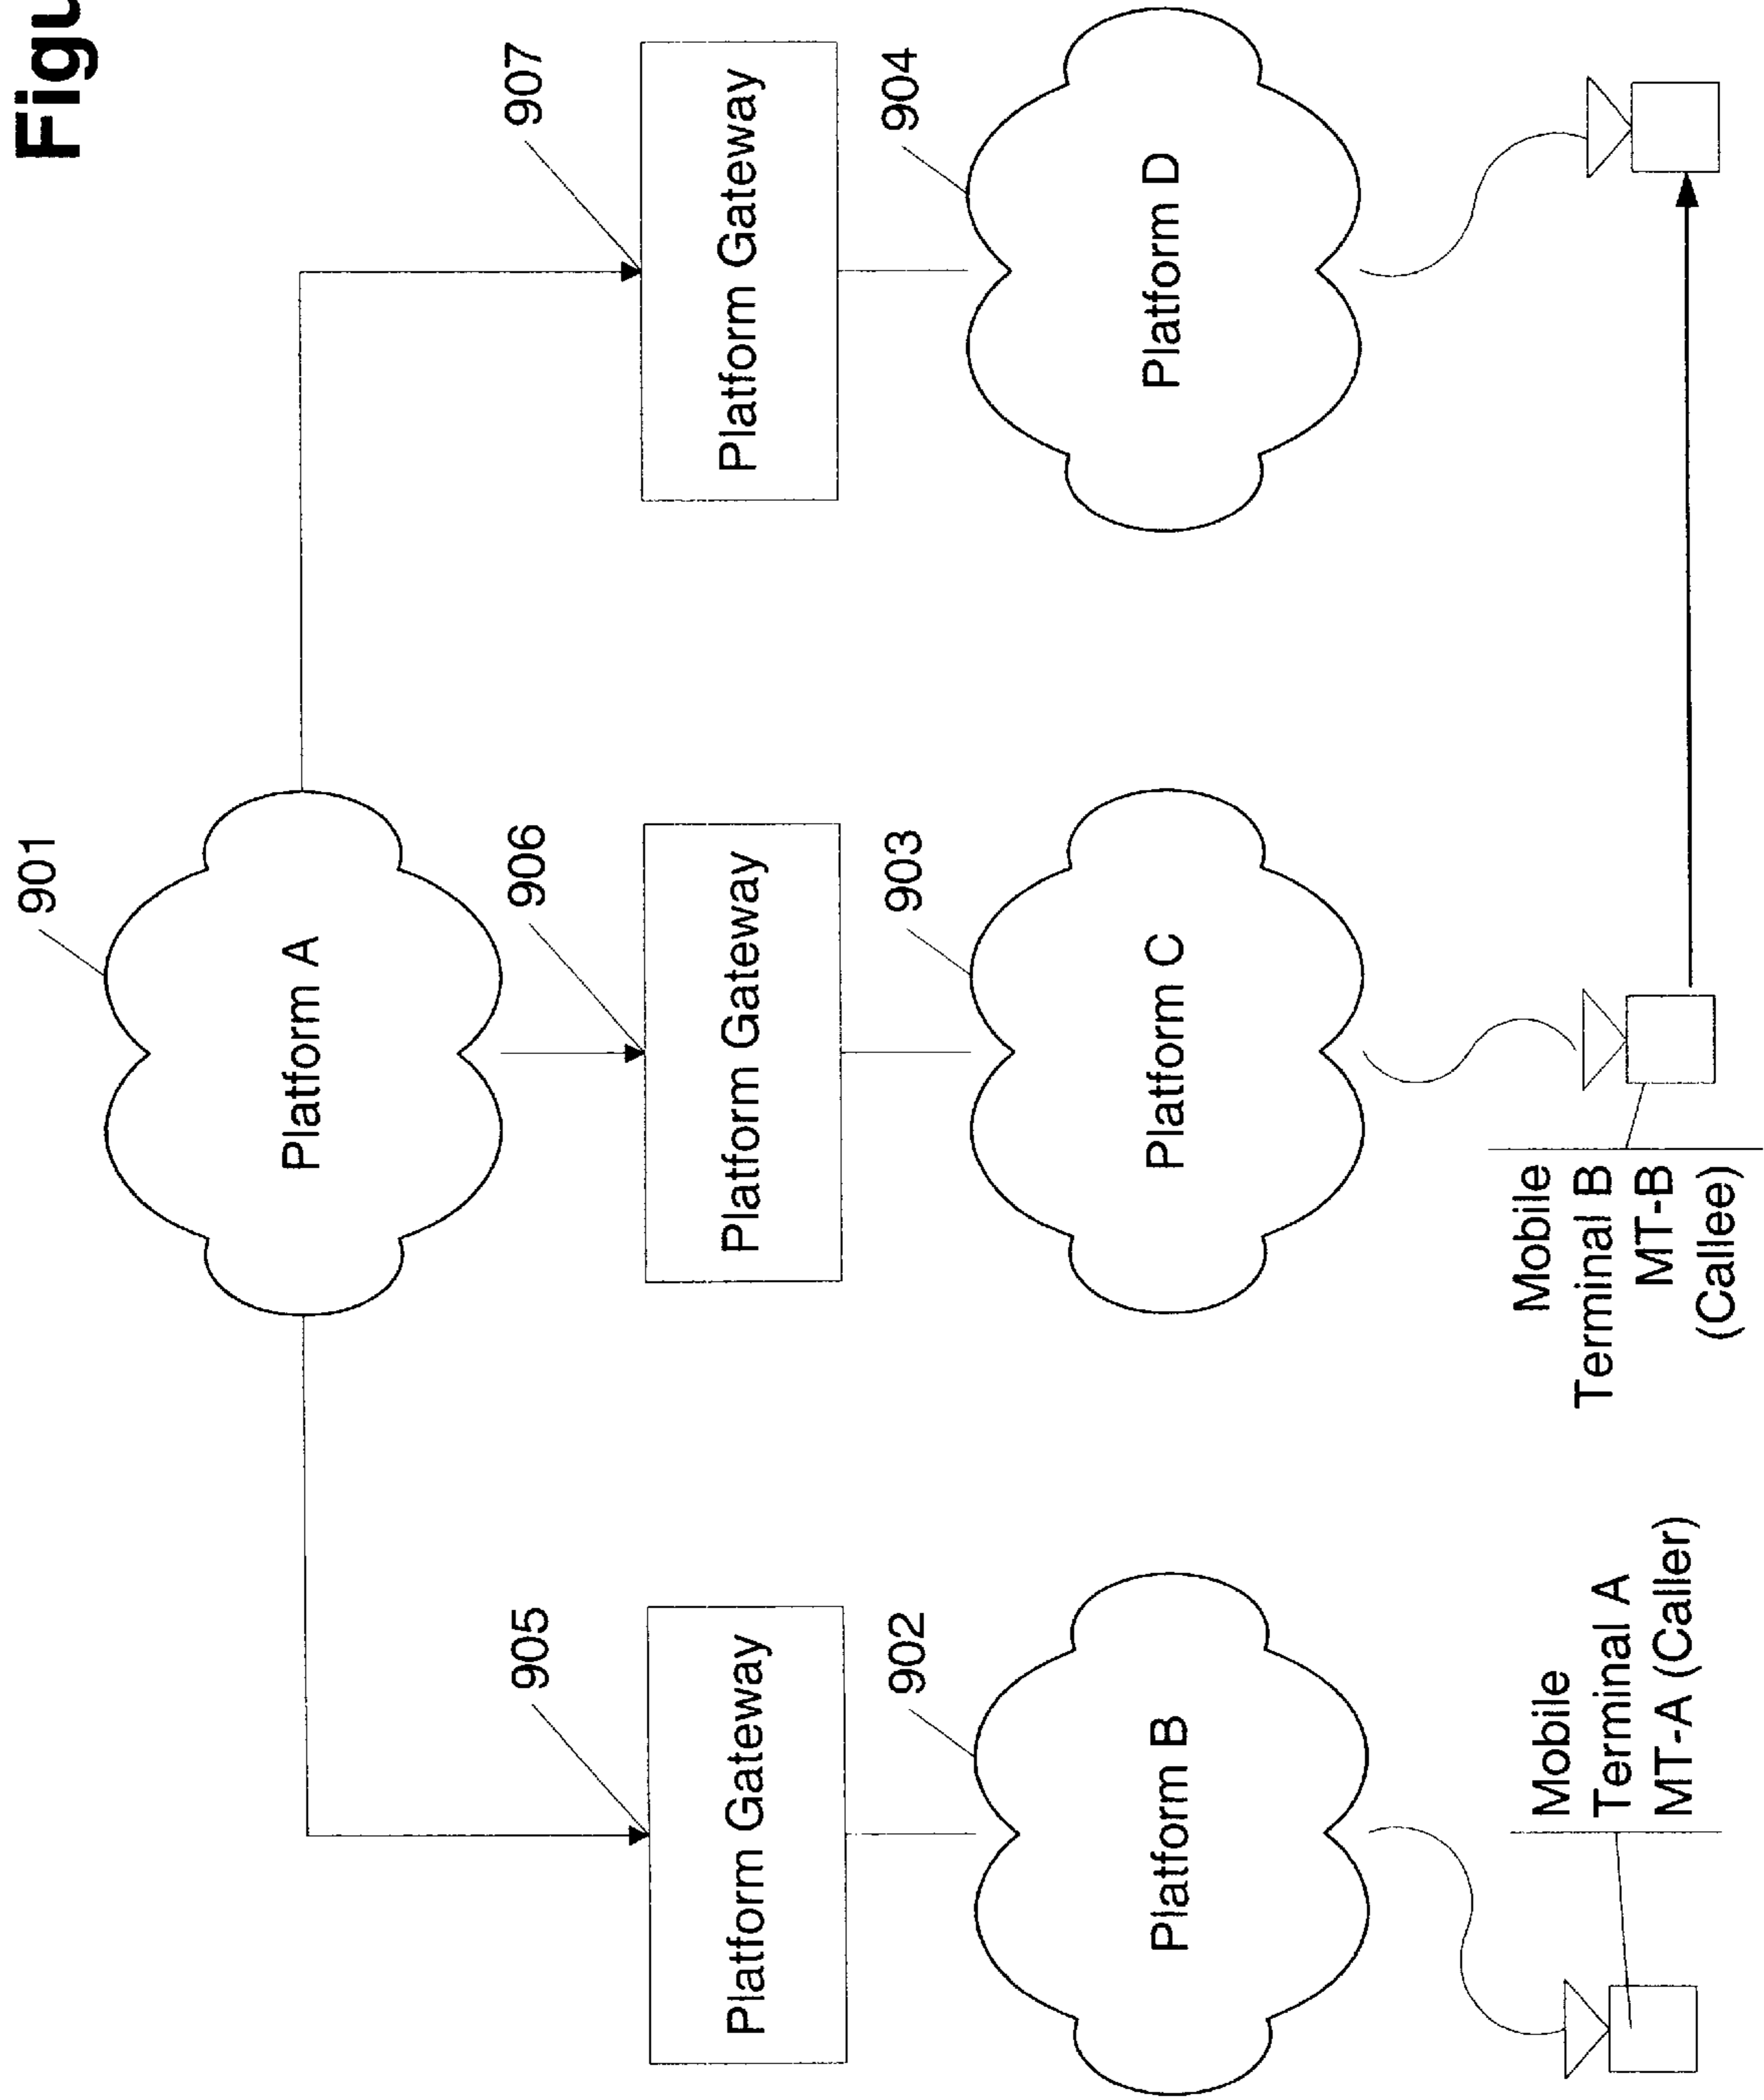 Figu
901
Platform A
905
906
907
Platform Gateway
Platform Gateway
Platform Gateway
902
903
904
Platform B
Platform C
Platform D
Mobile
Terminal A
MT-A (Caller)
Mobile
Terminal B
MT-B
(Callee)